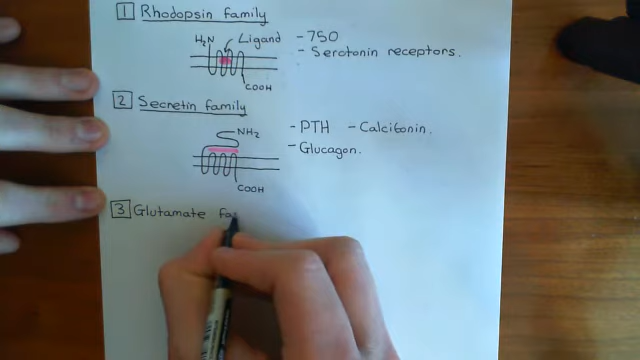 1 Rhodopsin family
H₂N Ligand - 750
- Serotonin receptors.
COOH
2 Secretin family
NH₂ - PTH - Calcitonin.
- Glucagon.
COOH
3 Glutamate fa